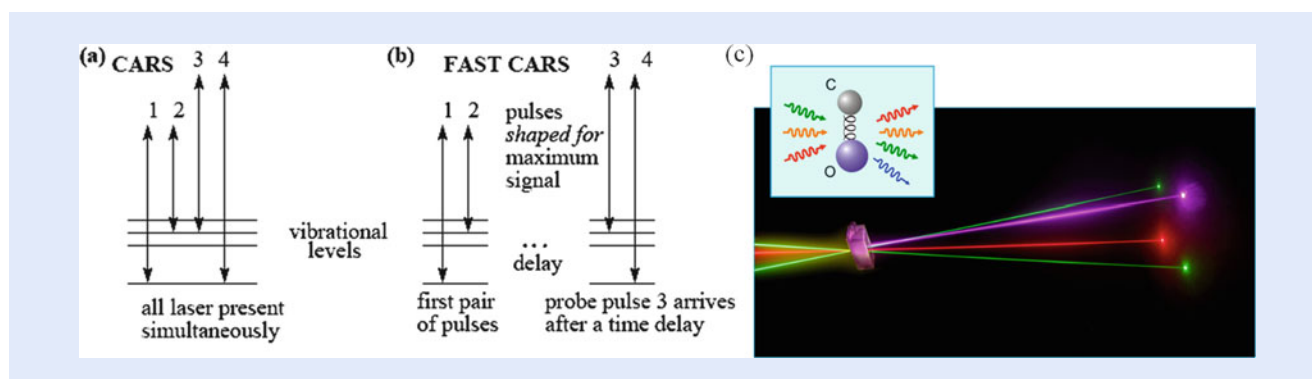 (a) CARS
3 4
1 2
vibrational
levels
all laser present
simultaneously
(b) FAST CARS
3 4
1 2
pulses
shaped for
maximum
signal
...
delay
first pair
of pulses
probe pulse 3 arrives
after a time delay
(c)
C
O